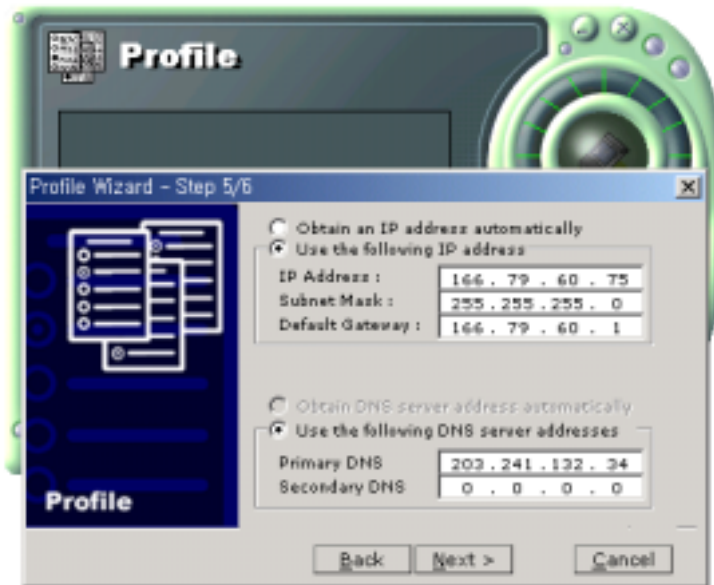 Profile
Profile Wizard - Step 5/6
Obtain an IP address automatically
Use the following IP address
IP Address : 166 . 79 . 60 . 75
Subnet Mask : 255 . 255 . 255 . 0
Default Gateway : 166 . 79 . 60 . 1
Obtain DNS server address automatically
Use the following DNS server addresses
Primary DNS 203 . 241 . 132 . 34
Secondary DNS 0 . 0 . 0 . 0
Profile
Back Next > Cancel